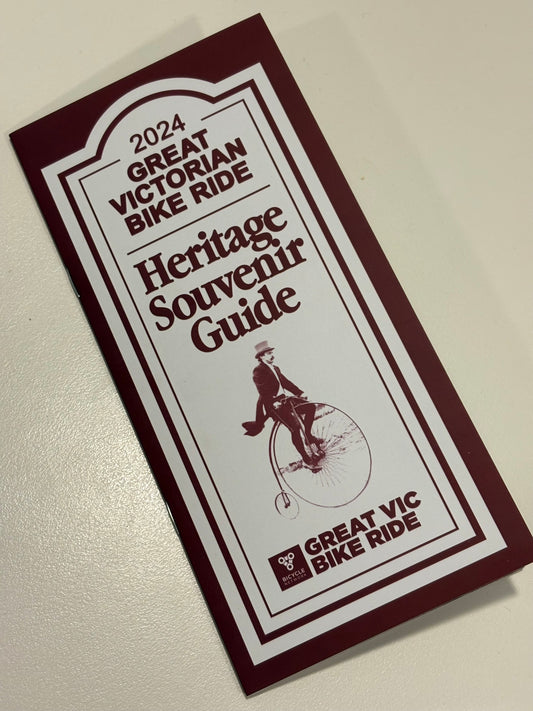 2024
GREAT
VICTORIAN
BIKE RIDE
Heritage
Souvenir
Guide
BICYCLE
NETWORK
GREAT VIC
BIKE RIDE